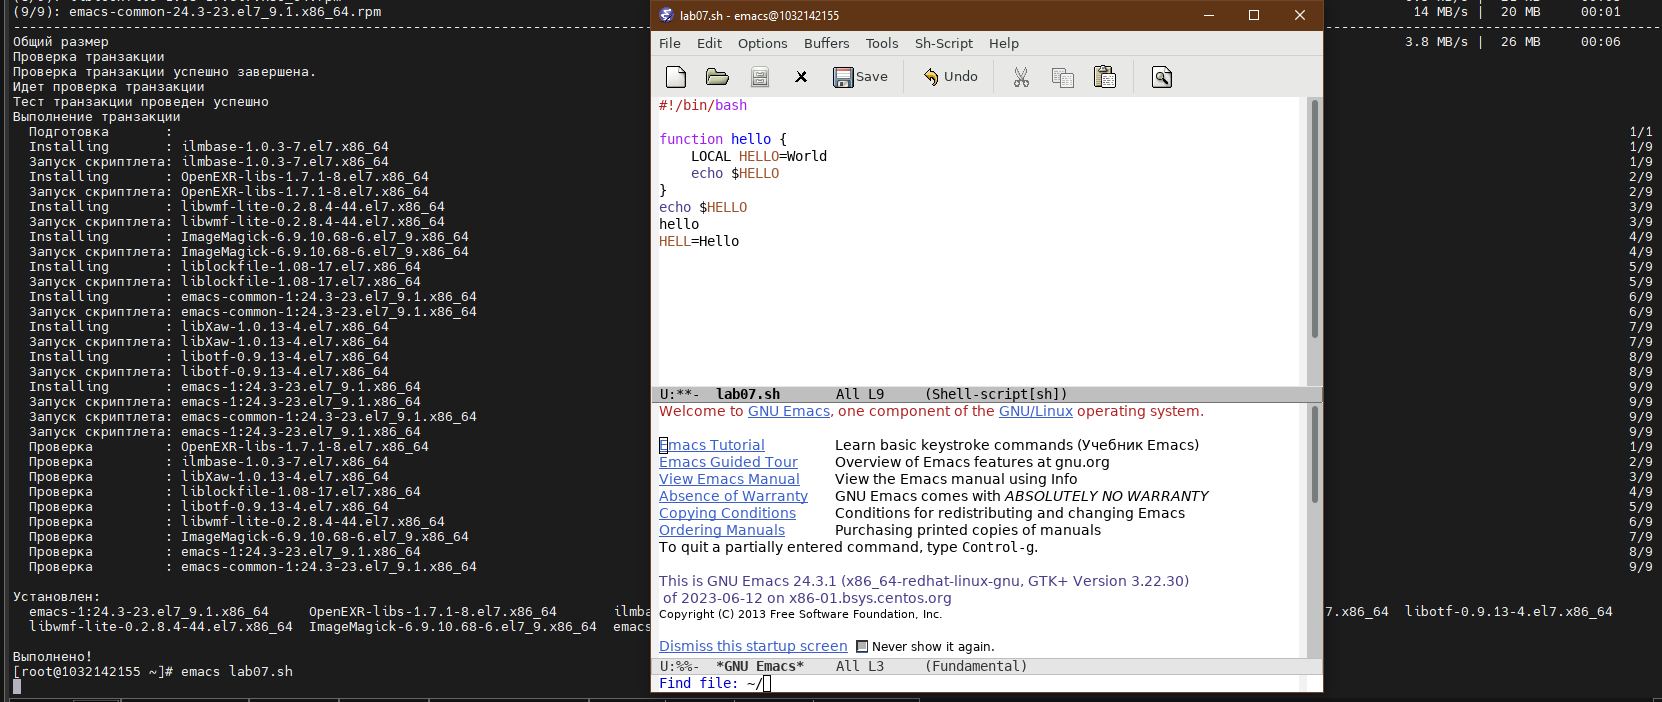 (9/9): emacs-common-24.3-23.el7_9.1.x86_64.rpm 14 MB/s | 20 MB 00:01
--------------------------------------------------------------------------------
Общий размер 3.8 MB/s | 26 MB 00:06
Проверка транзакции
Проверка транзакции успешно завершена.
Идет проверка транзакции
Тест транзакции проведен успешно
Выполнение транзакции
Подготовка : 1/1
Installing : ilmbase-1.0.3-7.el7.x86_64 1/9
Запуск скриптлета: ilmbase-1.0.3-7.el7.x86_64 1/9
Installing : OpenEXR-libs-1.7.1-8.el7.x86_64 2/9
Запуск скриптлета: OpenEXR-libs-1.7.1-8.el7.x86_64 2/9
Installing : libwmf-lite-0.2.8.4-44.el7.x86_64 3/9
Запуск скриптлета: libwmf-lite-0.2.8.4-44.el7.x86_64 3/9
Installing : ImageMagick-6.9.10.68-6.el7_9.x86_64 4/9
Запуск скриптлета: ImageMagick-6.9.10.68-6.el7_9.x86_64 4/9
Installing : liblockfile-1.08-17.el7.x86_64 5/9
Запуск скриптлета: liblockfile-1.08-17.el7.x86_64 5/9
Installing : emacs-common-1:24.3-23.el7_9.1.x86_64 6/9
Запуск скриптлета: emacs-common-1:24.3-23.el7_9.1.x86_64 6/9
Installing : libXaw-1.0.13-4.el7.x86_64 7/9
Запуск скриптлета: libXaw-1.0.13-4.el7.x86_64 7/9
Installing : libotf-0.9.13-4.el7.x86_64 8/9
Запуск скриптлета: libotf-0.9.13-4.el7.x86_64 8/9
Installing : emacs-1:24.3-23.el7_9.1.x86_64 9/9
Запуск скриптлета: emacs-1:24.3-23.el7_9.1.x86_64 9/9
Запуск скриптлета: emacs-common-1:24.3-23.el7_9.1.x86_64 9/9
Запуск скриптлета: emacs-1:24.3-23.el7_9.1.x86_64 9/9
Проверка : OpenEXR-libs-1.7.1-8.el7.x86_64 1/9
Проверка : ilmbase-1.0.3-7.el7.x86_64 2/9
Проверка : libXaw-1.0.13-4.el7.x86_64 3/9
Проверка : liblockfile-1.08-17.el7.x86_64 4/9
Проверка : libotf-0.9.13-4.el7.x86_64 5/9
Проверка : libwmf-lite-0.2.8.4-44.el7.x86_64 6/9
Проверка : ImageMagick-6.9.10.68-6.el7_9.x86_64 7/9
Проверка : emacs-1:24.3-23.el7_9.1.x86_64 8/9
Проверка : emacs-common-1:24.3-23.el7_9.1.x86_64 9/9
Установлен:
emacs-1:24.3-23.el7_9.1.x86_64 OpenEXR-libs-1.7.1-8.el7.x86_64 ilmba 7.x86_64 libotf-0.9.13-4.el7.x86_64
libwmf-lite-0.2.8.4-44.el7.x86_64 ImageMagick-6.9.10.68-6.el7_9.x86_64 emacs
Выполнено!
[root@1032142155 ~]# emacs lab07.sh
lab07.sh - emacs@1032142155
File Edit Options Buffers Tools Sh-Script Help
Save Undo
#!/bin/bash
function hello {
LOCAL HELLO=World
echo $HELLO
}
echo $HELLO
hello
HELL=Hello
U:**- lab07.sh All L9 (Shell-script[sh])
Welcome to GNU Emacs, one component of the GNU/Linux operating system.
Emacs Tutorial Learn basic keystroke commands (Учебник Emacs)
Emacs Guided Tour Overview of Emacs features at gnu.org
View Emacs Manual View the Emacs manual using Info
Absence of Warranty GNU Emacs comes with ABSOLUTELY NO WARRANTY
Copying Conditions Conditions for redistributing and changing Emacs
Ordering Manuals Purchasing printed copies of manuals
To quit a partially entered command, type Control-g.
This is GNU Emacs 24.3.1 (x86_64-redhat-linux-gnu, GTK+ Version 3.22.30)
of 2023-06-12 on x86-01.bsys.centos.org
Copyright (C) 2013 Free Software Foundation, Inc.
Dismiss this startup screen Never show it again.
U:%%- *GNU Emacs* All L3 (Fundamental)
Find file: ~/